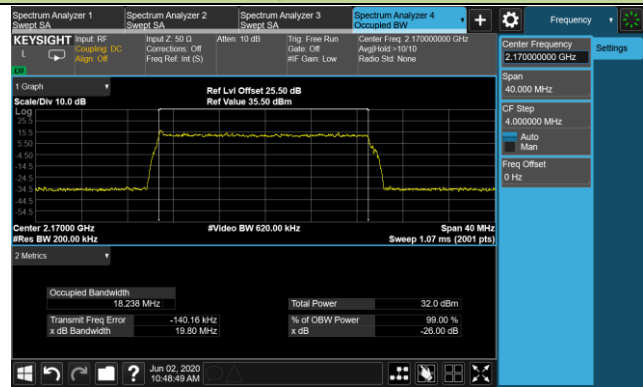 Spectrum Analyzer 1
Swept SA
Spectrum Analyzer 2
Swept SA
Spectrum Analyzer 3
Swept SA
Spectrum Analyzer 4
Occupied BW
+
Frequency
KEYSIGHT
L
Input: RF
Coupling: DC
Align: Off
Input Z: 50 Ω
Corrections: Off
Freq Ref: Int (S)
Atten: 10 dB
Trig: Free Run
Gate: Off
#IF Gain: Low
Center Freq: 2.170000000 GHz
Avg|Hold:>10/10
Radio Std: None
Center Frequency
2.170000000 GHz
Settings
Span
40.000 MHz
CF Step
4.000000 MHz
Auto
Man
Freq Offset
0 Hz
1 Graph
Scale/Div 10.0 dB
Ref Lvl Offset 25.50 dB
Ref Value 35.50 dBm
Log
25.5
15.5
5.50
-4.50
-14.5
-24.5
-34.5
-44.5
-54.5
Center 2.17000 GHz
#Res BW 200.00 kHz
#Video BW 620.00 kHz
Span 40 MHz
Sweep 1.07 ms (2001 pts)
2 Metrics
Occupied Bandwidth
18.238 MHz
Total Power 32.0 dBm
Transmit Freq Error -140.16 kHz
% of OBW Power 99.00 %
x dB Bandwidth 19.80 MHz
x dB -26.00 dB
?
Jun 02, 2020
10:48:49 AM